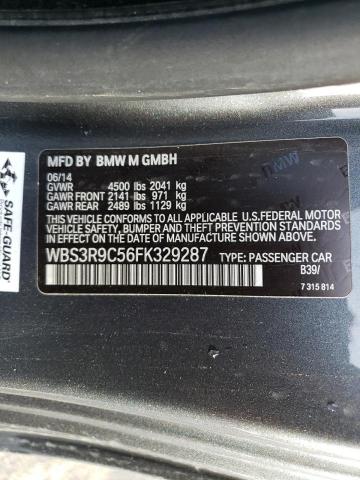 MFD BY BMW M GMBH
06/14
GVWR 4500 lbs 2041 kg
GAWR FRONT 2141 lbs 971 kg
GAWR REAR 2489 lbs 1129 kg
THIS VEHICLE CONFORMS TO ALL APPLICABLE U.S.FEDERAL MOTOR
VEHICLE SAFETY, BUMPER, AND THEFT PREVENTION STANDARDS
IN EFFECT ON THE DATE OF MANUFACTURE SHOWN ABOVE.
WBS3R9C56FK329287 TYPE: PASSENGER CAR
B39/
7 315 814
SAFE-GUARD
BMW